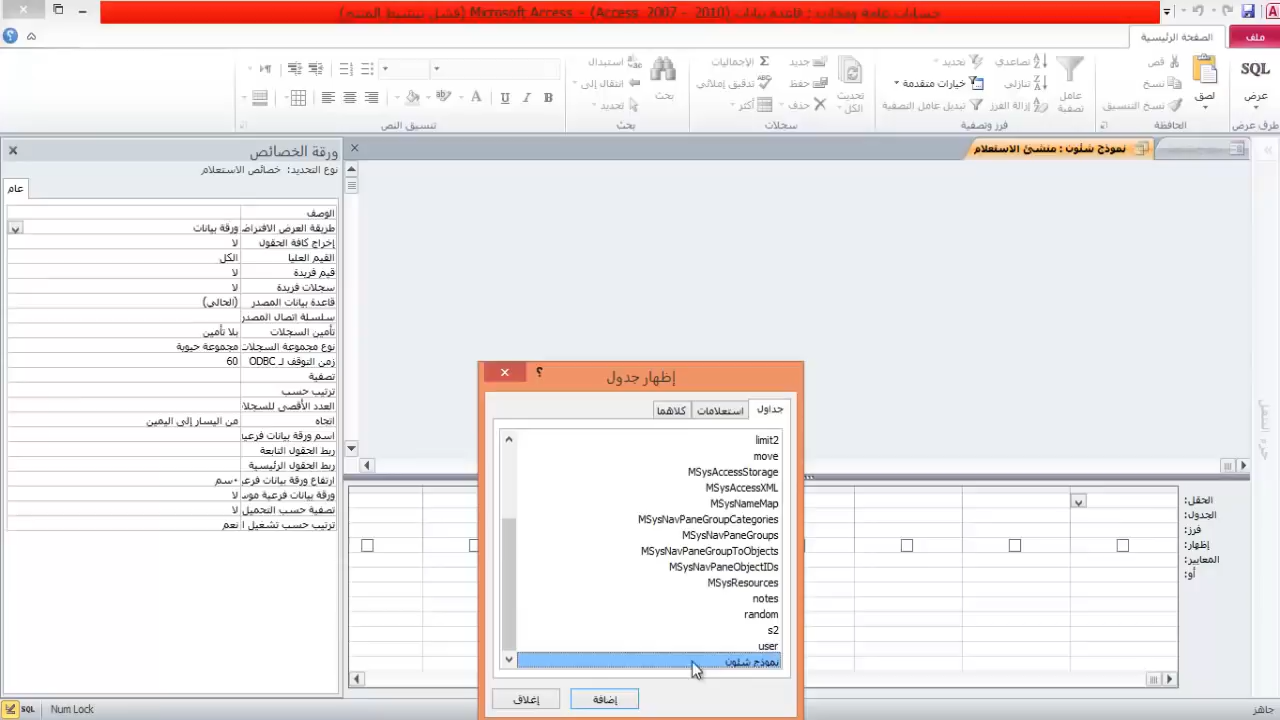 حسابات عامة ومخازن : قاعدة بيانات (Access 2007 - 2010) - Microsoft Access (فشل تنشيط المنتج)
ملف
الصفحة الرئيسية
SQL
عرض
طرق عرض
لصق
قص
نسخ
نسخ التنسيق
الحافظة
عامل تصفية
تصاعدي
تنازلي
إزالة الفرز
تحديد
خيارات متقدمة
تبديل عامل التصفية
فرز وتصفية
تحديث الكل
جديد
حفظ
حذف
الإجماليات
تدقيق إملائي
أكثر
سجلات
بحث
استبدال
الانتقال إلى
تحديد
بحث
A U I B
تنسيق النص
نموذج شلون : منشئ الاستعلام
ورقة الخصائص
نوع التحديد: خصائص الاستعلام
عام
الوصف
طريقة العرض الافتراض ورقة بيانات
إخراج كافة الحقول لا
القيم العليا الكل
قيم فريدة لا
سجلات فريدة لا
قاعدة بيانات المصدر (الحالي)
سلسلة اتصال المصدر
تأمين السجلات بلا تأمين
نوع مجموعة السجلات مجموعة حيوية
زمن التوقف لـ ODBC 60
تصفية
ترتيب حسب
العدد الأقصى للسجلا
اتجاه من اليسار إلى اليمين
اسم ورقة بيانات فرعية
ربط الحقول التابعة
ربط الحقول الرئيسية
ارتفاع ورقة بيانات فرعي ٠سم
ورقة بيانات فرعية موس لا
تصفية حسب التحميل لا
ترتيب حسب تشغيل ا نعم
إظهار جدول
؟
جداول
استعلامات
كلاهما
limit2
move
MSysAccessStorage
MSysAccessXML
MSysNameMap
MSysNavPaneGroupCategories
MSysNavPaneGroups
MSysNavPaneGroupToObjects
MSysNavPaneObjectIDs
MSysResources
notes
random
s2
user
نموذج شلون
إضافة
إغلاق
الحقل:
الجدول:
فرز:
إظهار:
المعايير:
أو:
جاهز
Num Lock
SQL